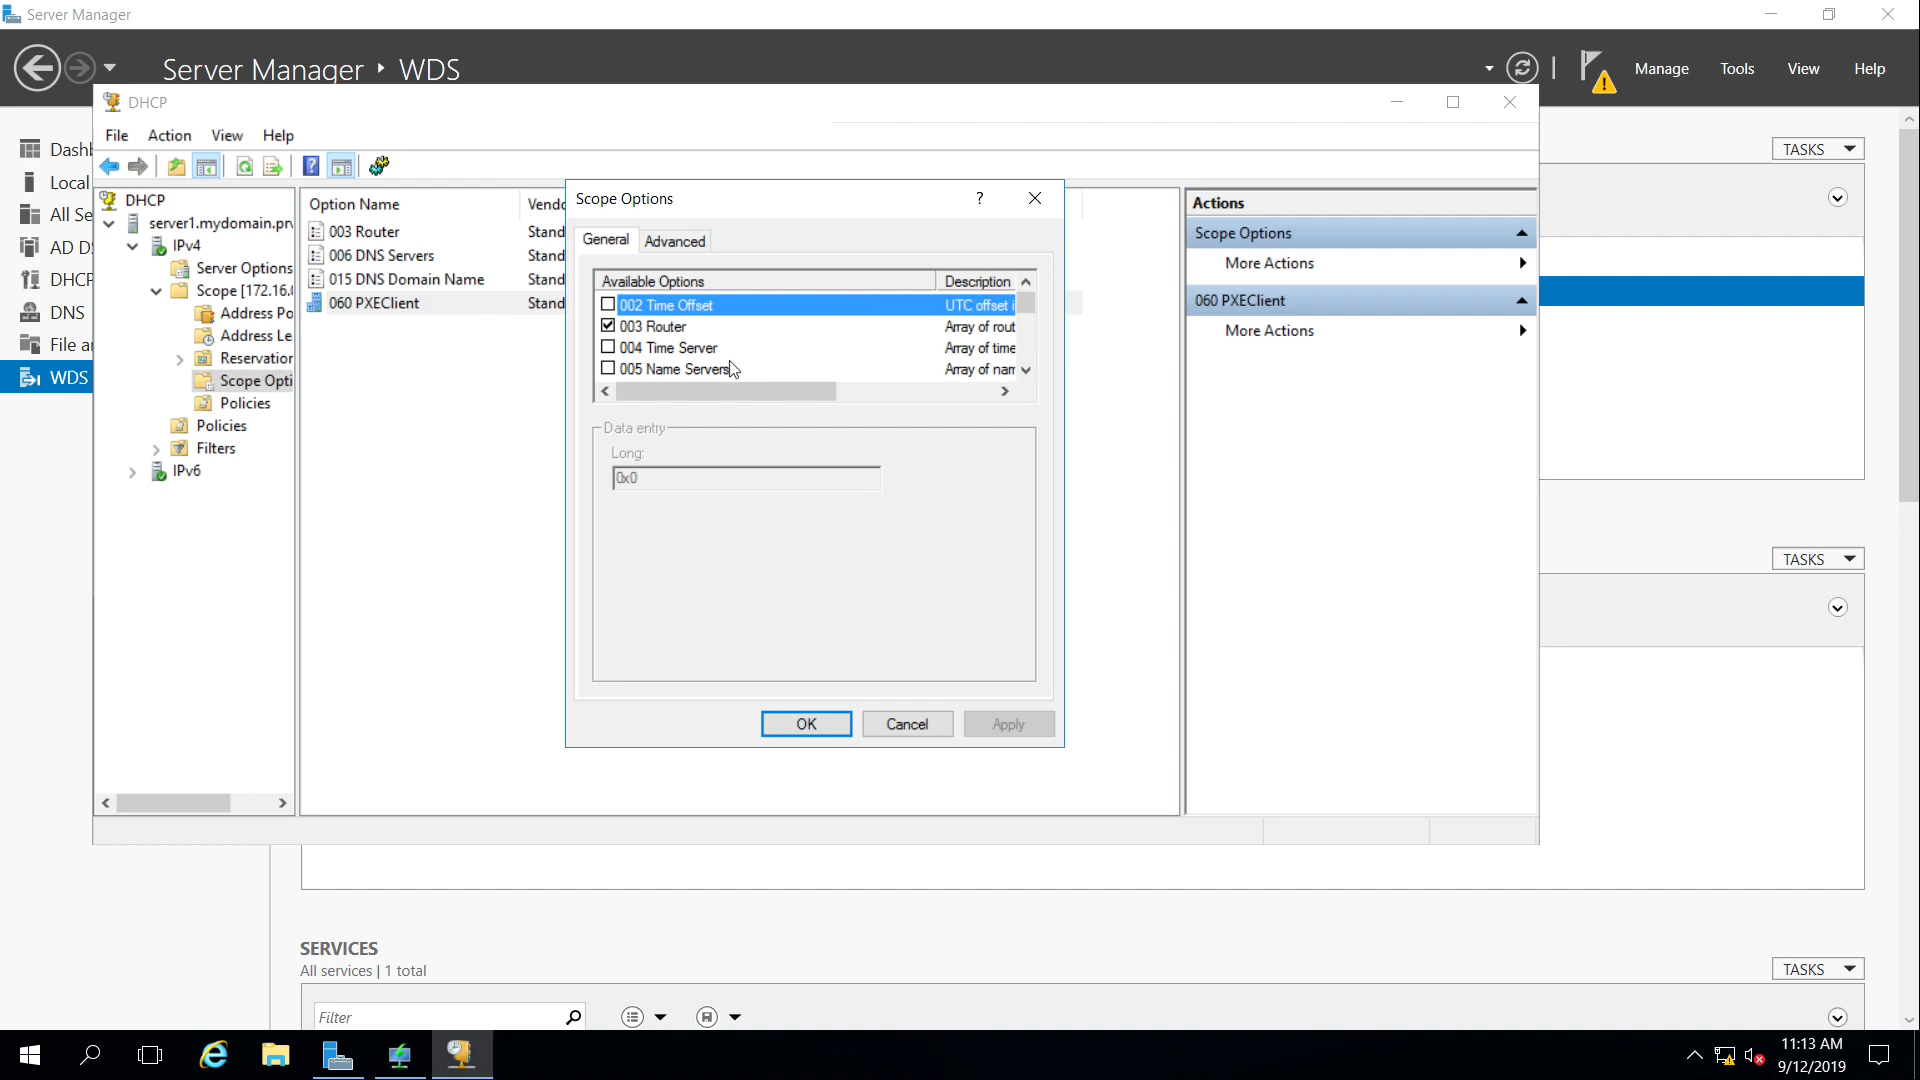 Server Manager
Server Manager WDS
Manage Tools View Help
DHCP
File Action View Help
Dashb
Local
All Se
AD DS
DHCP
DNS
File a
WDS
DHCP
server1.mydomain.prv
IPv4
Server Options
Scope [172.16.0
Address Po
Address Le
Reservation
Scope Opti
Policies
Policies
Filters
IPv6
Option Name Vendo
003 Router Stand
006 DNS Servers Stand
015 DNS Domain Name Stand
060 PXEClient Stand
Scope Options ?
General Advanced
Available Options Description
002 Time Offset UTC offset i
003 Router Array of rout
004 Time Server Array of time
005 Name Servers Array of nam
Data entry
Long:
0x0
OK Cancel Apply
Actions
Scope Options
More Actions
060 PXEClient
More Actions
TASKS
TASKS
SERVICES
All services | 1 total
TASKS
Filter
11:13 AM
9/12/2019